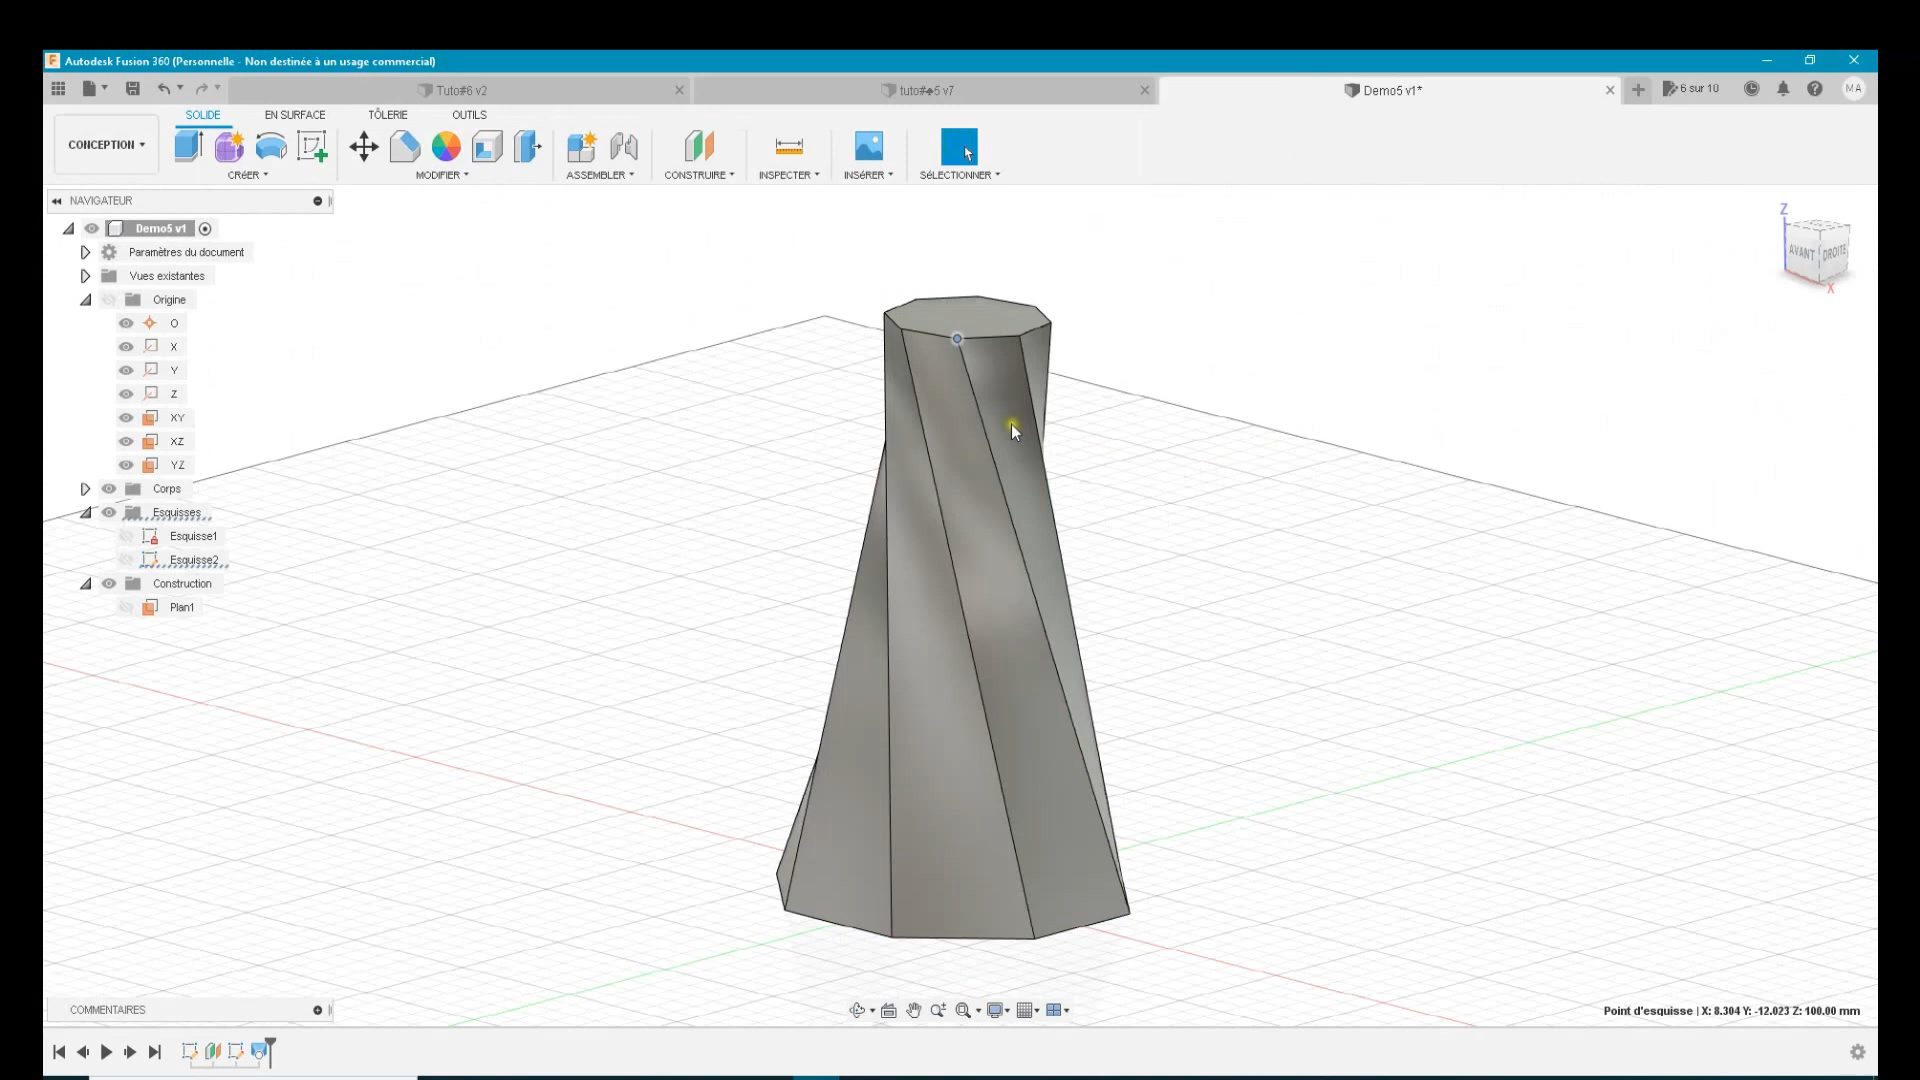 Autodesk Fusion 360 (Personnelle - Non destinée à un usage commercial)
Tuto#6 v2
tuto#♣5 v7
Demo5 v1*
6 sur 10
MA
SOLIDE
EN SURFACE
TÔLERIE
OUTILS
CONCEPTION
CRÉER
MODIFIER
ASSEMBLER
CONSTRUIRE
INSPECTER
INSÉRER
SÉLECTIONNER
NAVIGATEUR
Demo5 v1
Paramètres du document
Vues existantes
Origine
O
X
Y
Z
XY
XZ
YZ
Corps
Esquisses
Esquisse1
Esquisse2
Construction
Plan1
Z
AVANT
DROITE
X
COMMENTAIRES
Point d'esquisse | X: 8.304 Y: -12.023 Z: 100.00 mm